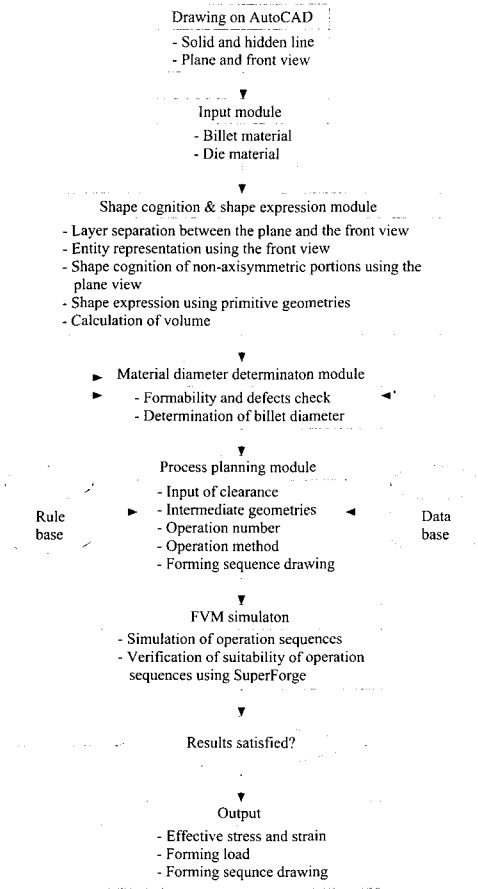 Drawing on AutoCAD
- Solid and hidden line
- Plane and front view
Input module
- Billet material
- Die material
Shape cognition & shape expression module
- Layer separation between the plane and the front view
- Entity representation using the front view
- Shape cognition of non-axisymmetric portions using the
plane view
- Shape expression using primitive geometries
- Calculation of volume
Material diameter determinaton module
- Formability and defects check
- Determination of billet diameter
Process planning module
- Input of clearance
- Intermediate geometries
- Operation number
- Operation method
- Forming sequence drawing
Rule
base
Data
base
FVM simulaton
- Simulation of operation sequences
- Verification of suitability of operation
sequences using SuperForge
Results satisfied?
Output
- Effective stress and strain
- Forming load
- Forming sequnce drawing